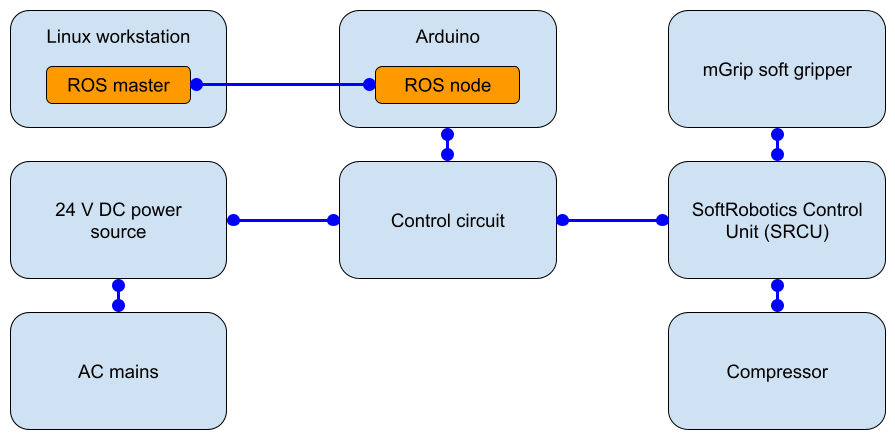 Linux workstation
ROS master
Arduino
ROS node
mGrip soft gripper
24 V DC power
source
Control circuit
SoftRobotics Control
Unit (SRCU)
AC mains
Compressor